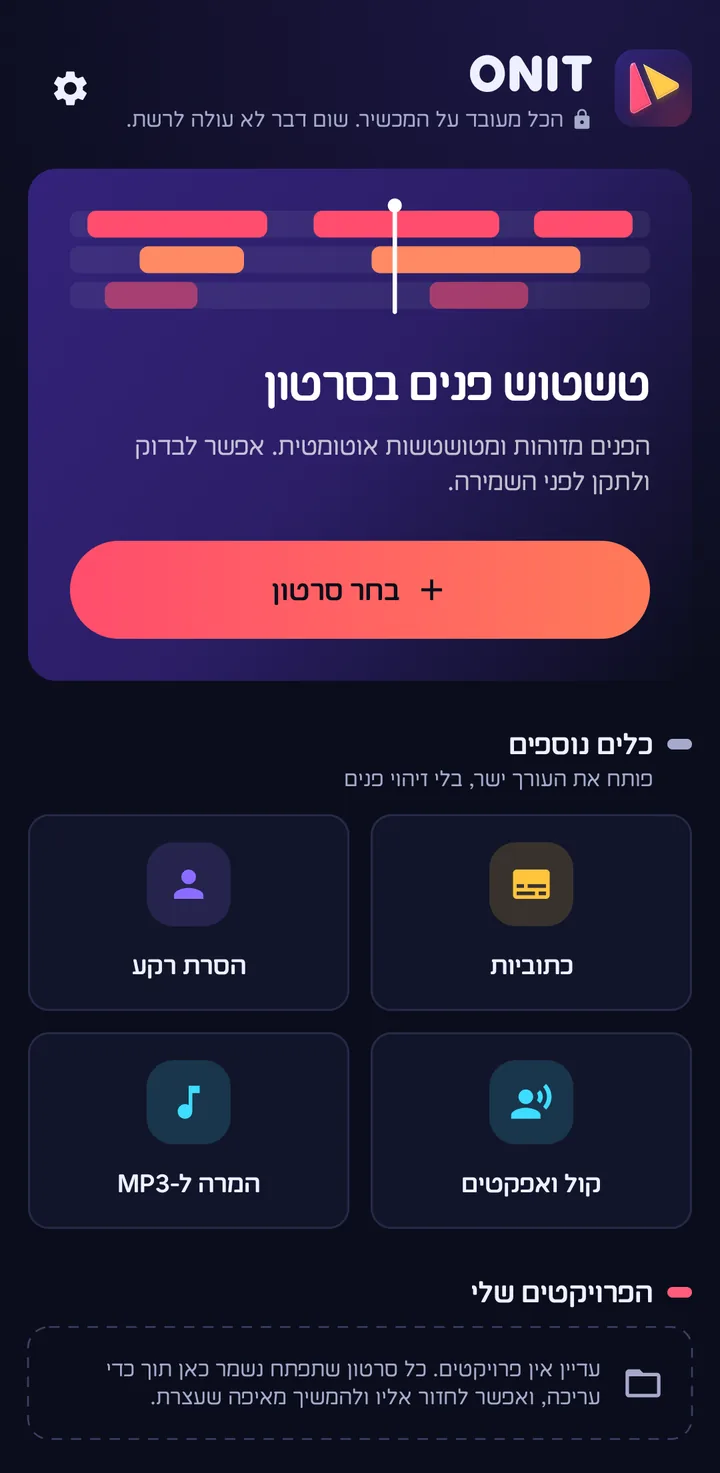 ONIT
הכל מעובד על המכשיר. שום דבר לא עולה לרשת.
טשטוש פנים בסרטון
הפנים מזוהות ומטושטשות אוטומטית. אפשר לבדוק
ולתקן לפני השמירה.
בחר סרטון
כלים נוספים
פותח את העורך ישר, בלי זיהוי פנים
כתוביות
הסרת רקע
קול ואפקטים
המרה ל-MP3
הפרויקטים שלי
עדיין אין פרויקטים. כל סרטון שתפתח נשמר כאן תוך כדי
עריכה, ואפשר לחזור אליו ולהמשיך מאיפה שעצרת.